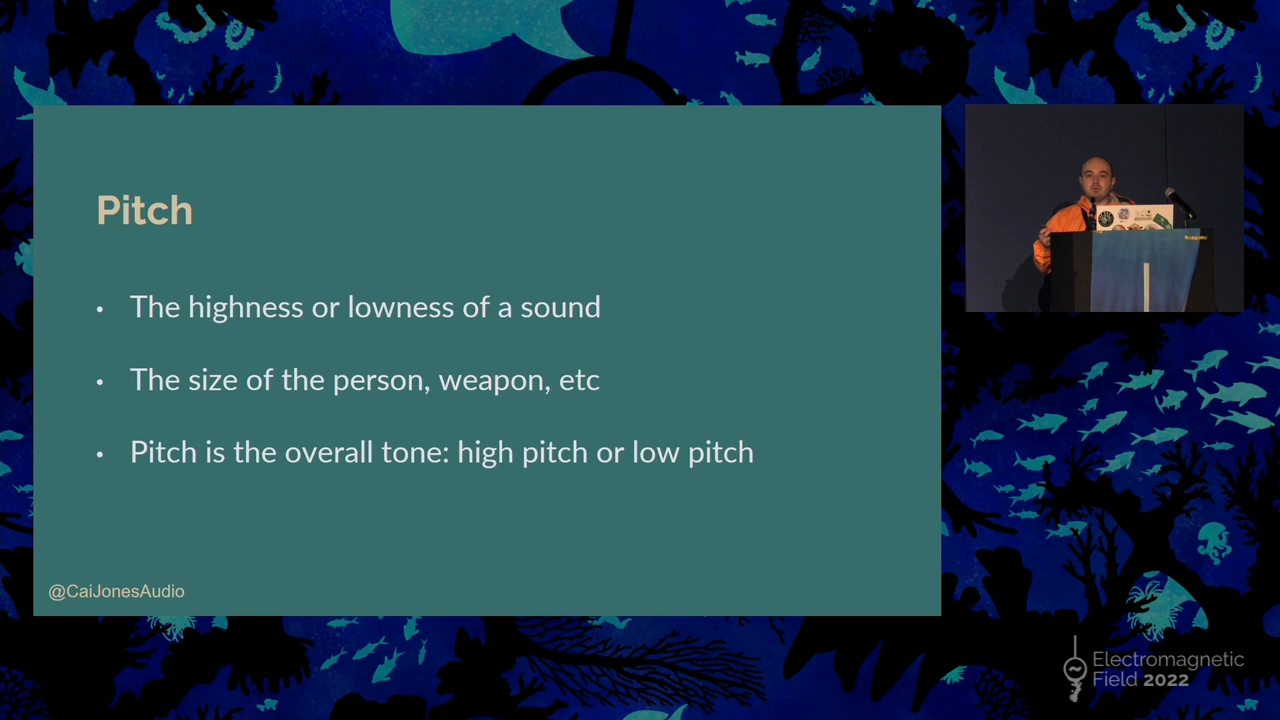 Pitch
• The highness or lowness of a sound
• The size of the person, weapon, etc
• Pitch is the overall tone: high pitch or low pitch
@CaiJonesAudio
Electromagnetic
Field 2022